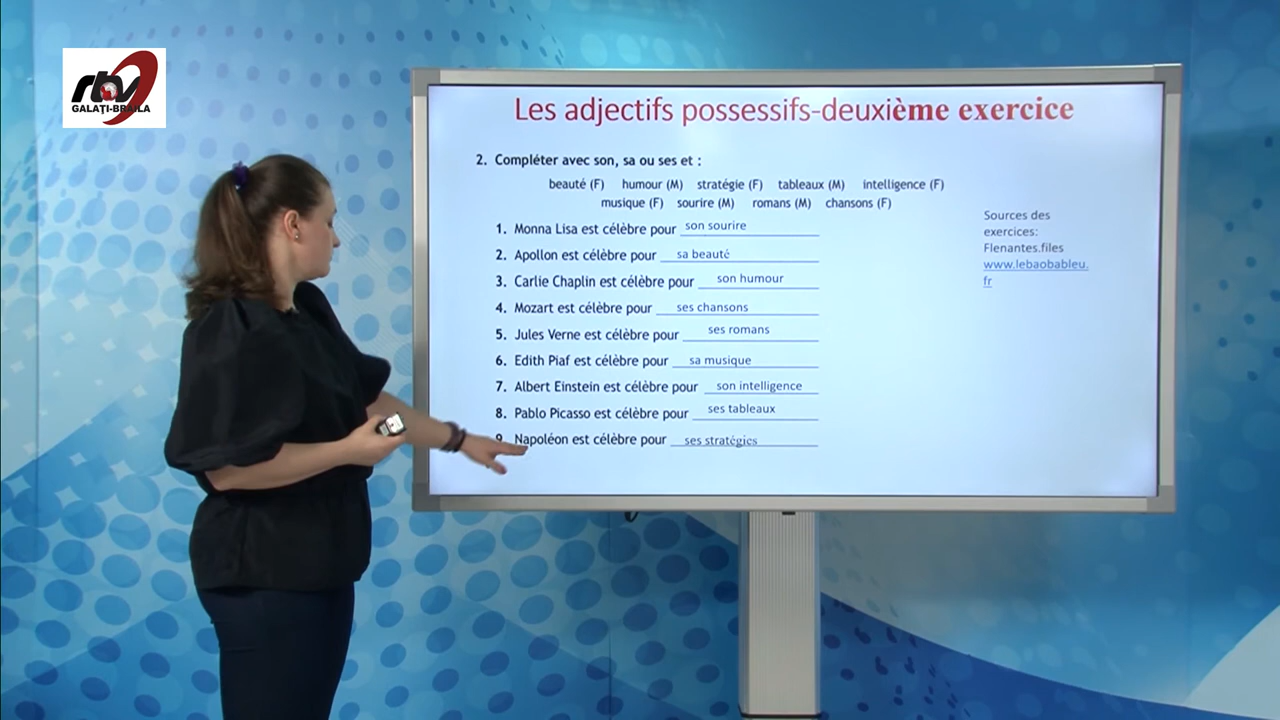 rtv
GALAȚI-BRĂILA
Les adjectifs possessifs-deuxième exercice
2. Compléter avec son, sa ou ses et :
beauté (F) humour (M) stratégie (F) tableaux (M) intelligence (F)
musique (F) sourire (M) romans (M) chansons (F)
1. Monna Lisa est célèbre pour son sourire
2. Apollon est célèbre pour sa beauté
3. Carlie Chaplin est célèbre pour son humour
4. Mozart est célèbre pour ses chansons
5. Jules Verne est célèbre pour ses romans
6. Edith Piaf est célèbre pour sa musique
7. Albert Einstein est célèbre pour son intelligence
8. Pablo Picasso est célèbre pour ses tableaux
9. Napoléon est célèbre pour ses stratégies
Sources des
exercices:
Flenantes.files
www.lebaobableu.
fr